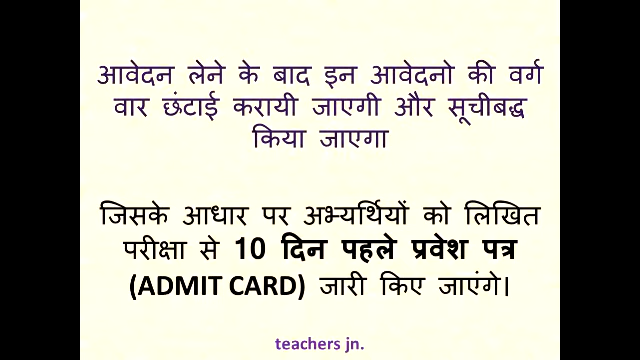 आवेदन लेने के बाद इन आवेदनो की वर्ग
वार छंटाई करायी जाएगी और सूचीबद्ध
किया जाएगा
जिसके आधार पर अभ्यर्थियों को लिखित
परीक्षा से 10 दिन पहले प्रवेश पत्र
(ADMIT CARD) जारी किए जाएंगे।
teachers jn.